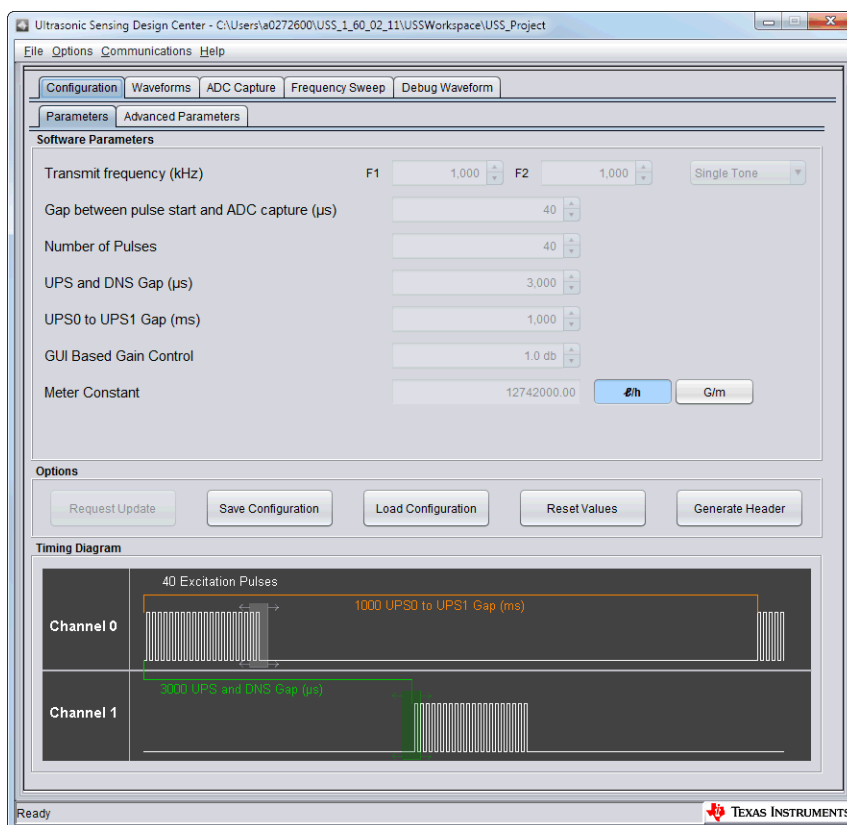 Ultrasonic Sensing Design Center - C:\Users\a0272600\USS_1_60_02_11\USSWorkspace\USS_Project
File Options Communications Help
Configuration Waveforms ADC Capture Frequency Sweep Debug Waveform
Parameters Advanced Parameters
Software Parameters
Transmit frequency (kHz) F1 1,000 F2 1,000 Single Tone
Gap between pulse start and ADC capture (µs) 40
Number of Pulses 40
UPS and DNS Gap (µs) 3,000
UPS0 to UPS1 Gap (ms) 1,000
GUI Based Gain Control 1.0 db
Meter Constant 12742000.00 ℓ/h G/m
Options
Request Update Save Configuration Load Configuration Reset Values Generate Header
Timing Diagram
40 Excitation Pulses
1000 UPS0 to UPS1 Gap (ms)
Channel 0
3000 UPS and DNS Gap (µs)
Channel 1
Ready
TEXAS INSTRUMENTS